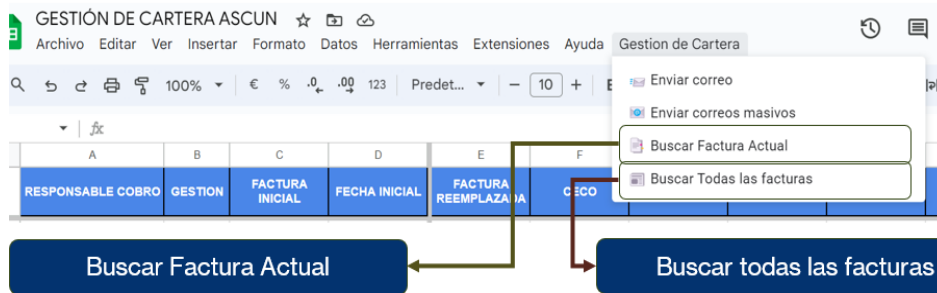 GESTIÓN DE CARTERA ASCUN
Archivo Editar Ver Insertar Formato Datos Herramientas Extensiones Ayuda Gestion de Cartera
100% € % .0 .00 123 Predet... − 10 +
Enviar correo
Enviar correos masivos
Buscar Factura Actual
Buscar Todas las facturas
fx
A B C D E F
RESPONSABLE COBRO GESTION FACTURA INICIAL FECHA INICIAL FACTURA REEMPLAZADA CECO
Buscar Factura Actual
Buscar todas las facturas